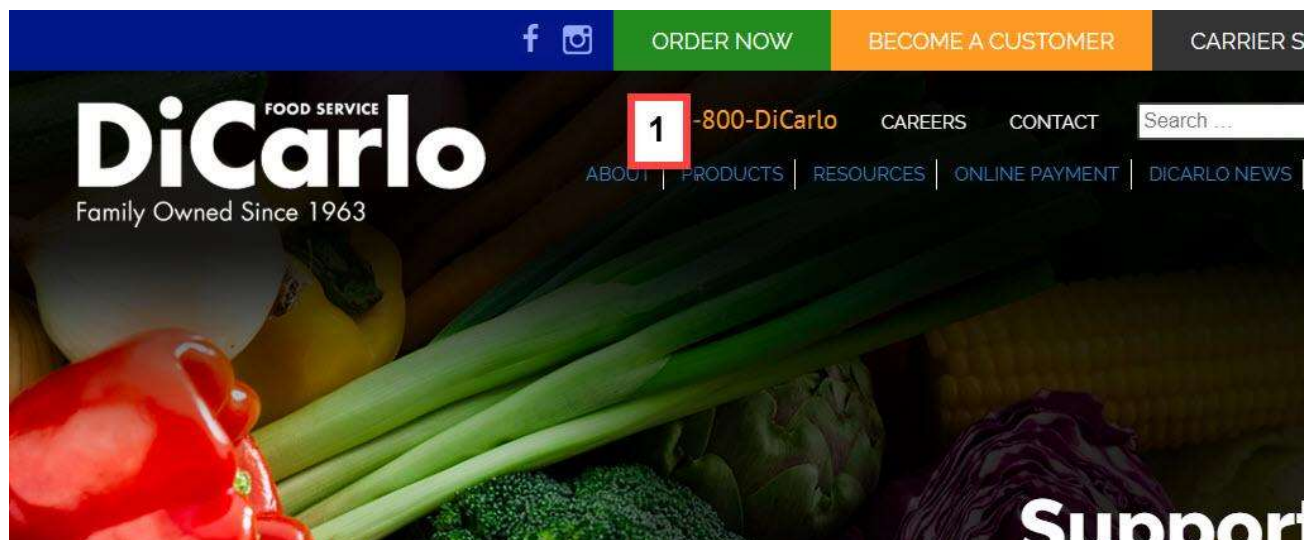 ORDER NOW BECOME A CUSTOMER CARRIER S
DiCarlo FOOD SERVICE
Family Owned Since 1963
1 -800-DiCarlo CAREERS CONTACT Search ...
ABOUT PRODUCTS RESOURCES ONLINE PAYMENT DICARLO NEWS
Support